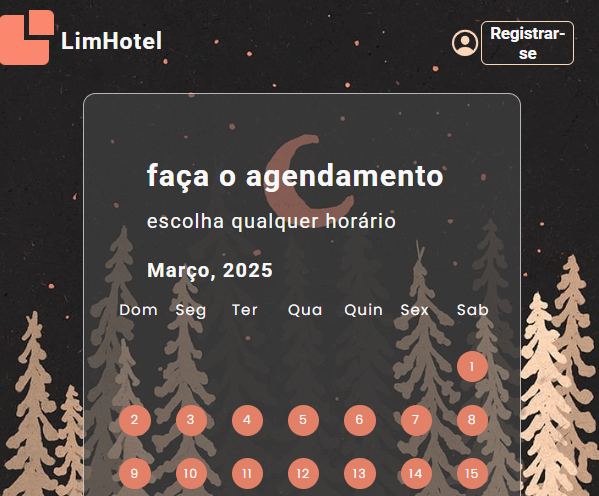 LimHotel
Registrar-
se
faça o agendamento
escolha qualquer horário
Março, 2025
Dom Seg Ter Qua Quin Sex Sab
1
2 3 4 5 6 7 8
9 10 11 12 13 14 15